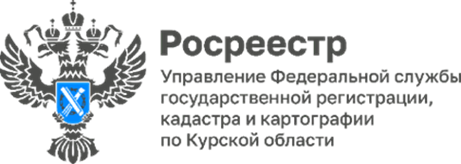 Росреестр
Управление Федеральной службы
государственной регистрации,
кадастра и картографии
по Курской области